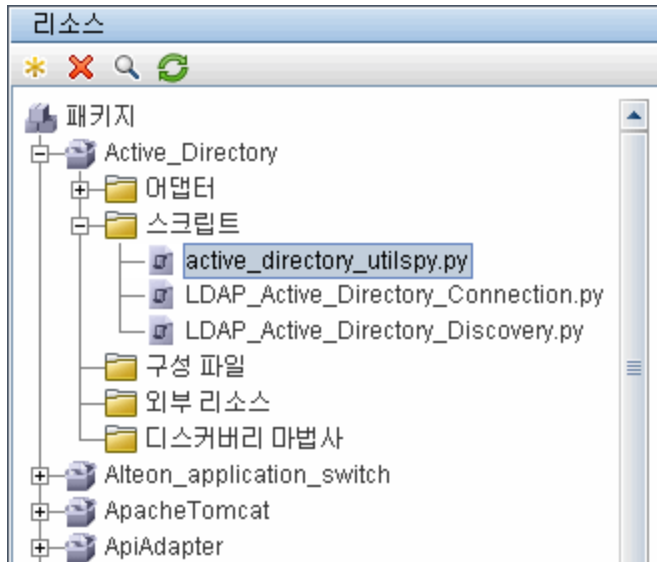 리소스
패키지
Active_Directory
어댑터
스크립트
active_directory_utilspy.py
LDAP_Active_Directory_Connection.py
LDAP_Active_Directory_Discovery.py
구성 파일
외부 리소스
디스커버리 마법사
Alteon_application_switch
ApacheTomcat
ApiAdapter